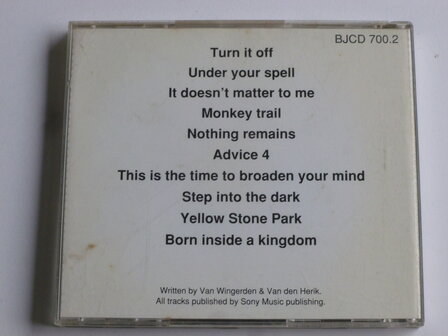 BJCD 700.2
Turn it off
Under your spell
It doesn't matter to me
Monkey trail
Nothing remains
Advice 4
This is the time to broaden your mind
Step into the dark
Yellow Stone Park
Born inside a kingdom
Written by Van Wingerden & Van den Herik.
All tracks published by Sony Music publishing.